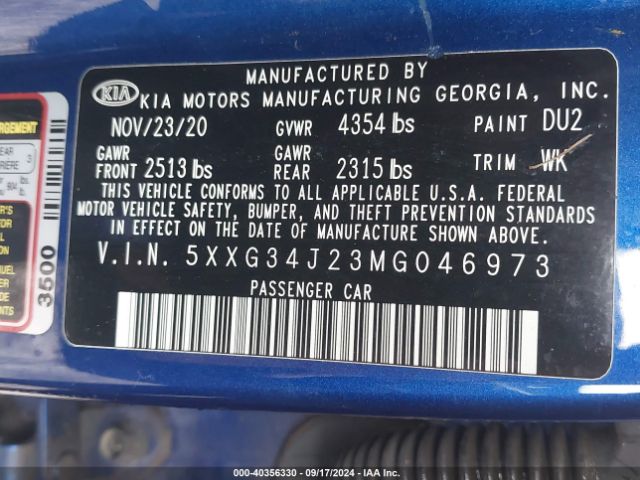 MANUFACTURED BY
KIA KIA MOTORS MANUFACTURING GEORGIA, INC.
NOV/23/20 GVWR 4354 lbs PAINT DU2
GAWR FRONT 2513 lbs GAWR REAR 2315 lbs TRIM WK
THIS VEHICLE CONFORMS TO ALL APPLICABLE U.S.A. FEDERAL
MOTOR VEHICLE SAFETY, BUMPER, AND THEFT PREVENTION STANDARDS
IN EFFECT ON THE DATE OF MANUFACTURE SHOWN ABOVE.
V.I.N. 5XXG34J23MG046973
PASSENGER CAR
3500
000-40356330 - 09/17/2024 - IAA Inc.